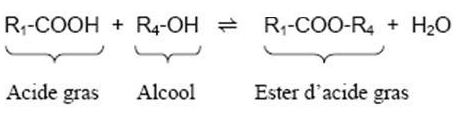 R₁-COOH + R₄-OH ⇌ R₁-COO-R₄ + H₂O
Acide gras Alcool Ester d'acide gras